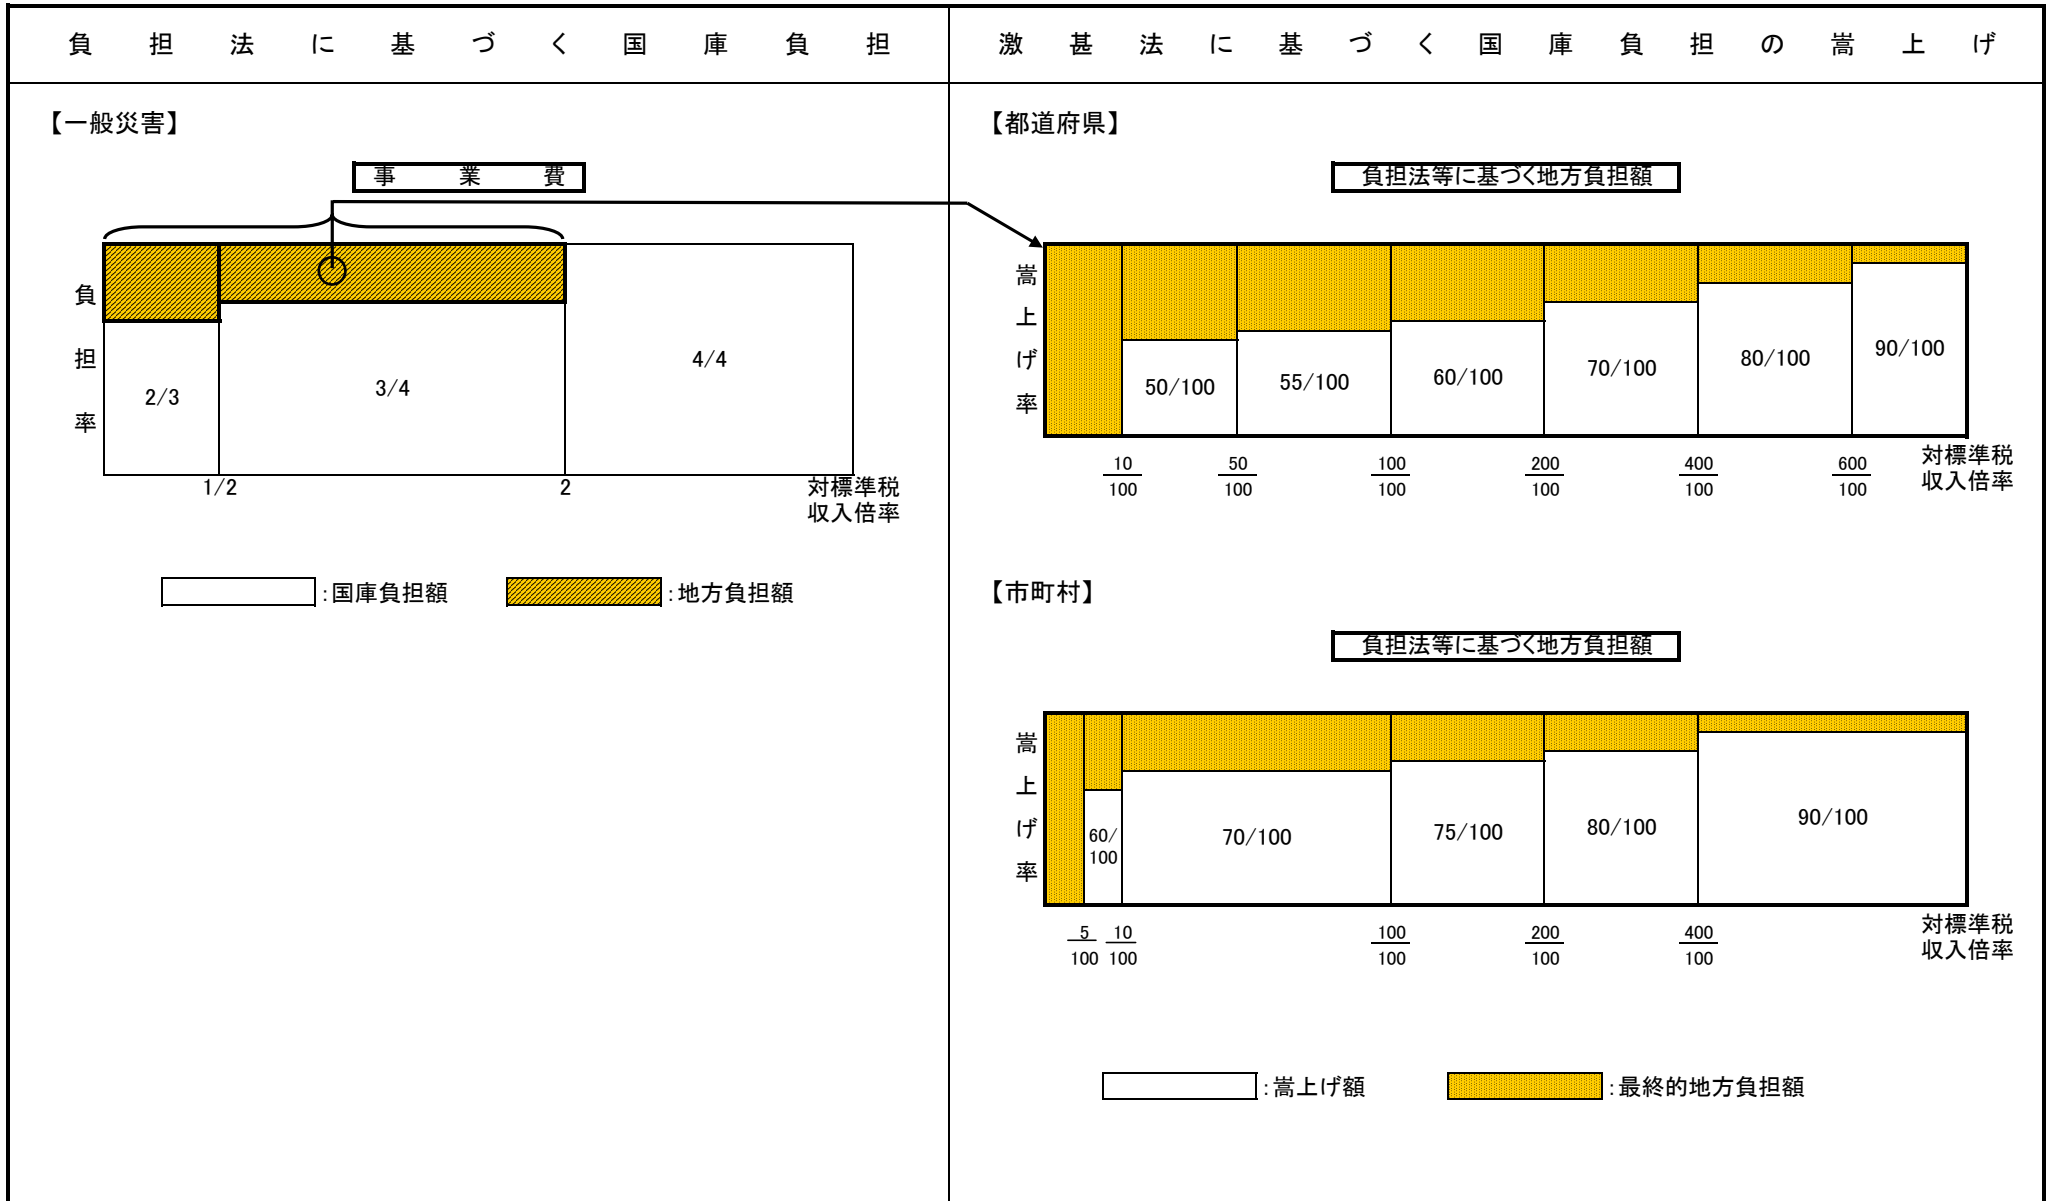 負担法に基づく国庫負担
【一般災害】
事業費
負担率
2/3
3/4
4/4
1/2
2
対標準税
収入倍率
:国庫負担額
:地方負担額
激甚法に基づく国庫負担の嵩上げ
【都道府県】
負担法等に基づく地方負担額
嵩上げ率
50/100
55/100
60/100
70/100
80/100
90/100
10 50 100 200 400 600
100 100 100 100 100 100
対標準税
収入倍率
【市町村】
負担法等に基づく地方負担額
嵩上げ率
60/
100
70/100
75/100
80/100
90/100
5 10 100 200 400
100 100 100 100 100
対標準税
収入倍率
:嵩上げ額
:最終的地方負担額